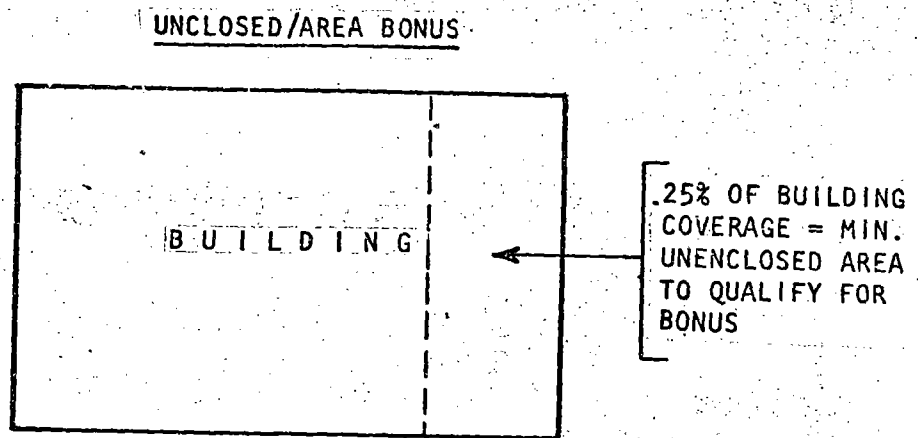 UNCLOSED/AREA BONUS
BUILDING
.25% OF BUILDING
COVERAGE = MIN.
UNENCLOSED AREA
TO QUALIFY FOR
BONUS